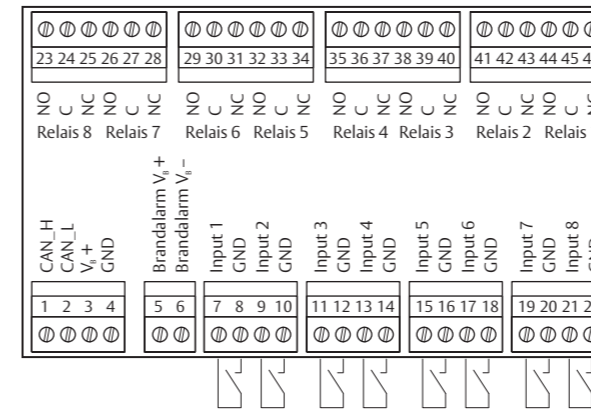 23 24 25 26 27 28 29 30 31 32 33 34 35 36 37 38 39 40 41 42 43 44 45
NO C NC NO C NC NO C NC NO C NC NO C NC NO C NC NO C NC NO C
Relais 8 Relais 7 Relais 6 Relais 5 Relais 4 Relais 3 Relais 2 Relais
CAN_H
CAN_L
V_B +
GND
Brandalarm V_B +
Brandalarm V_B –
Input 1
GND
Input 2
GND
Input 3
GND
Input 4
GND
Input 5
GND
Input 6
GND
Input 7
GND
Input 8
1 2 3 4 5 6 7 8 9 10 11 12 13 14 15 16 17 18 19 20 21